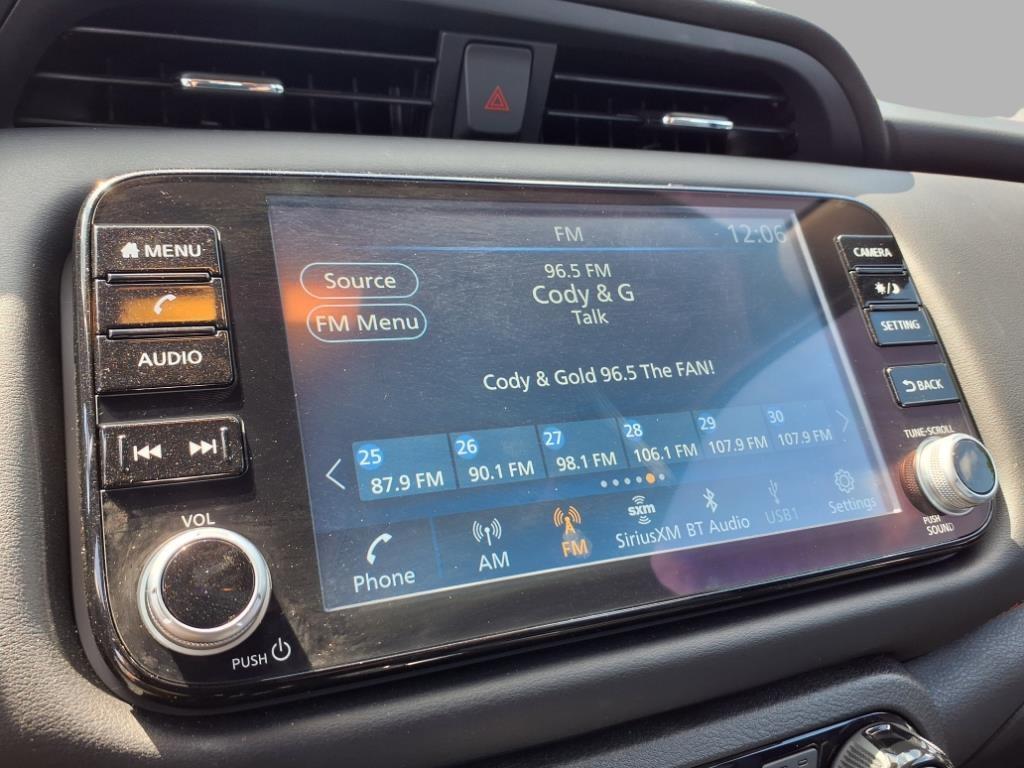 FM
12:06
MENU
AUDIO
VOL
PUSH
Source
FM Menu
96.5 FM
Cody & G
Talk
Cody & Gold 96.5 The FAN!
25 26 27 28 29 30
87.9 FM 90.1 FM 98.1 FM 106.1 FM 107.9 FM 107.9 FM
Phone
AM
FM
sxm
SiriusXM
BT Audio
USB1
Settings
CAMERA
SETTING
BACK
TUNE-SCROLL
PUSH
SOUND